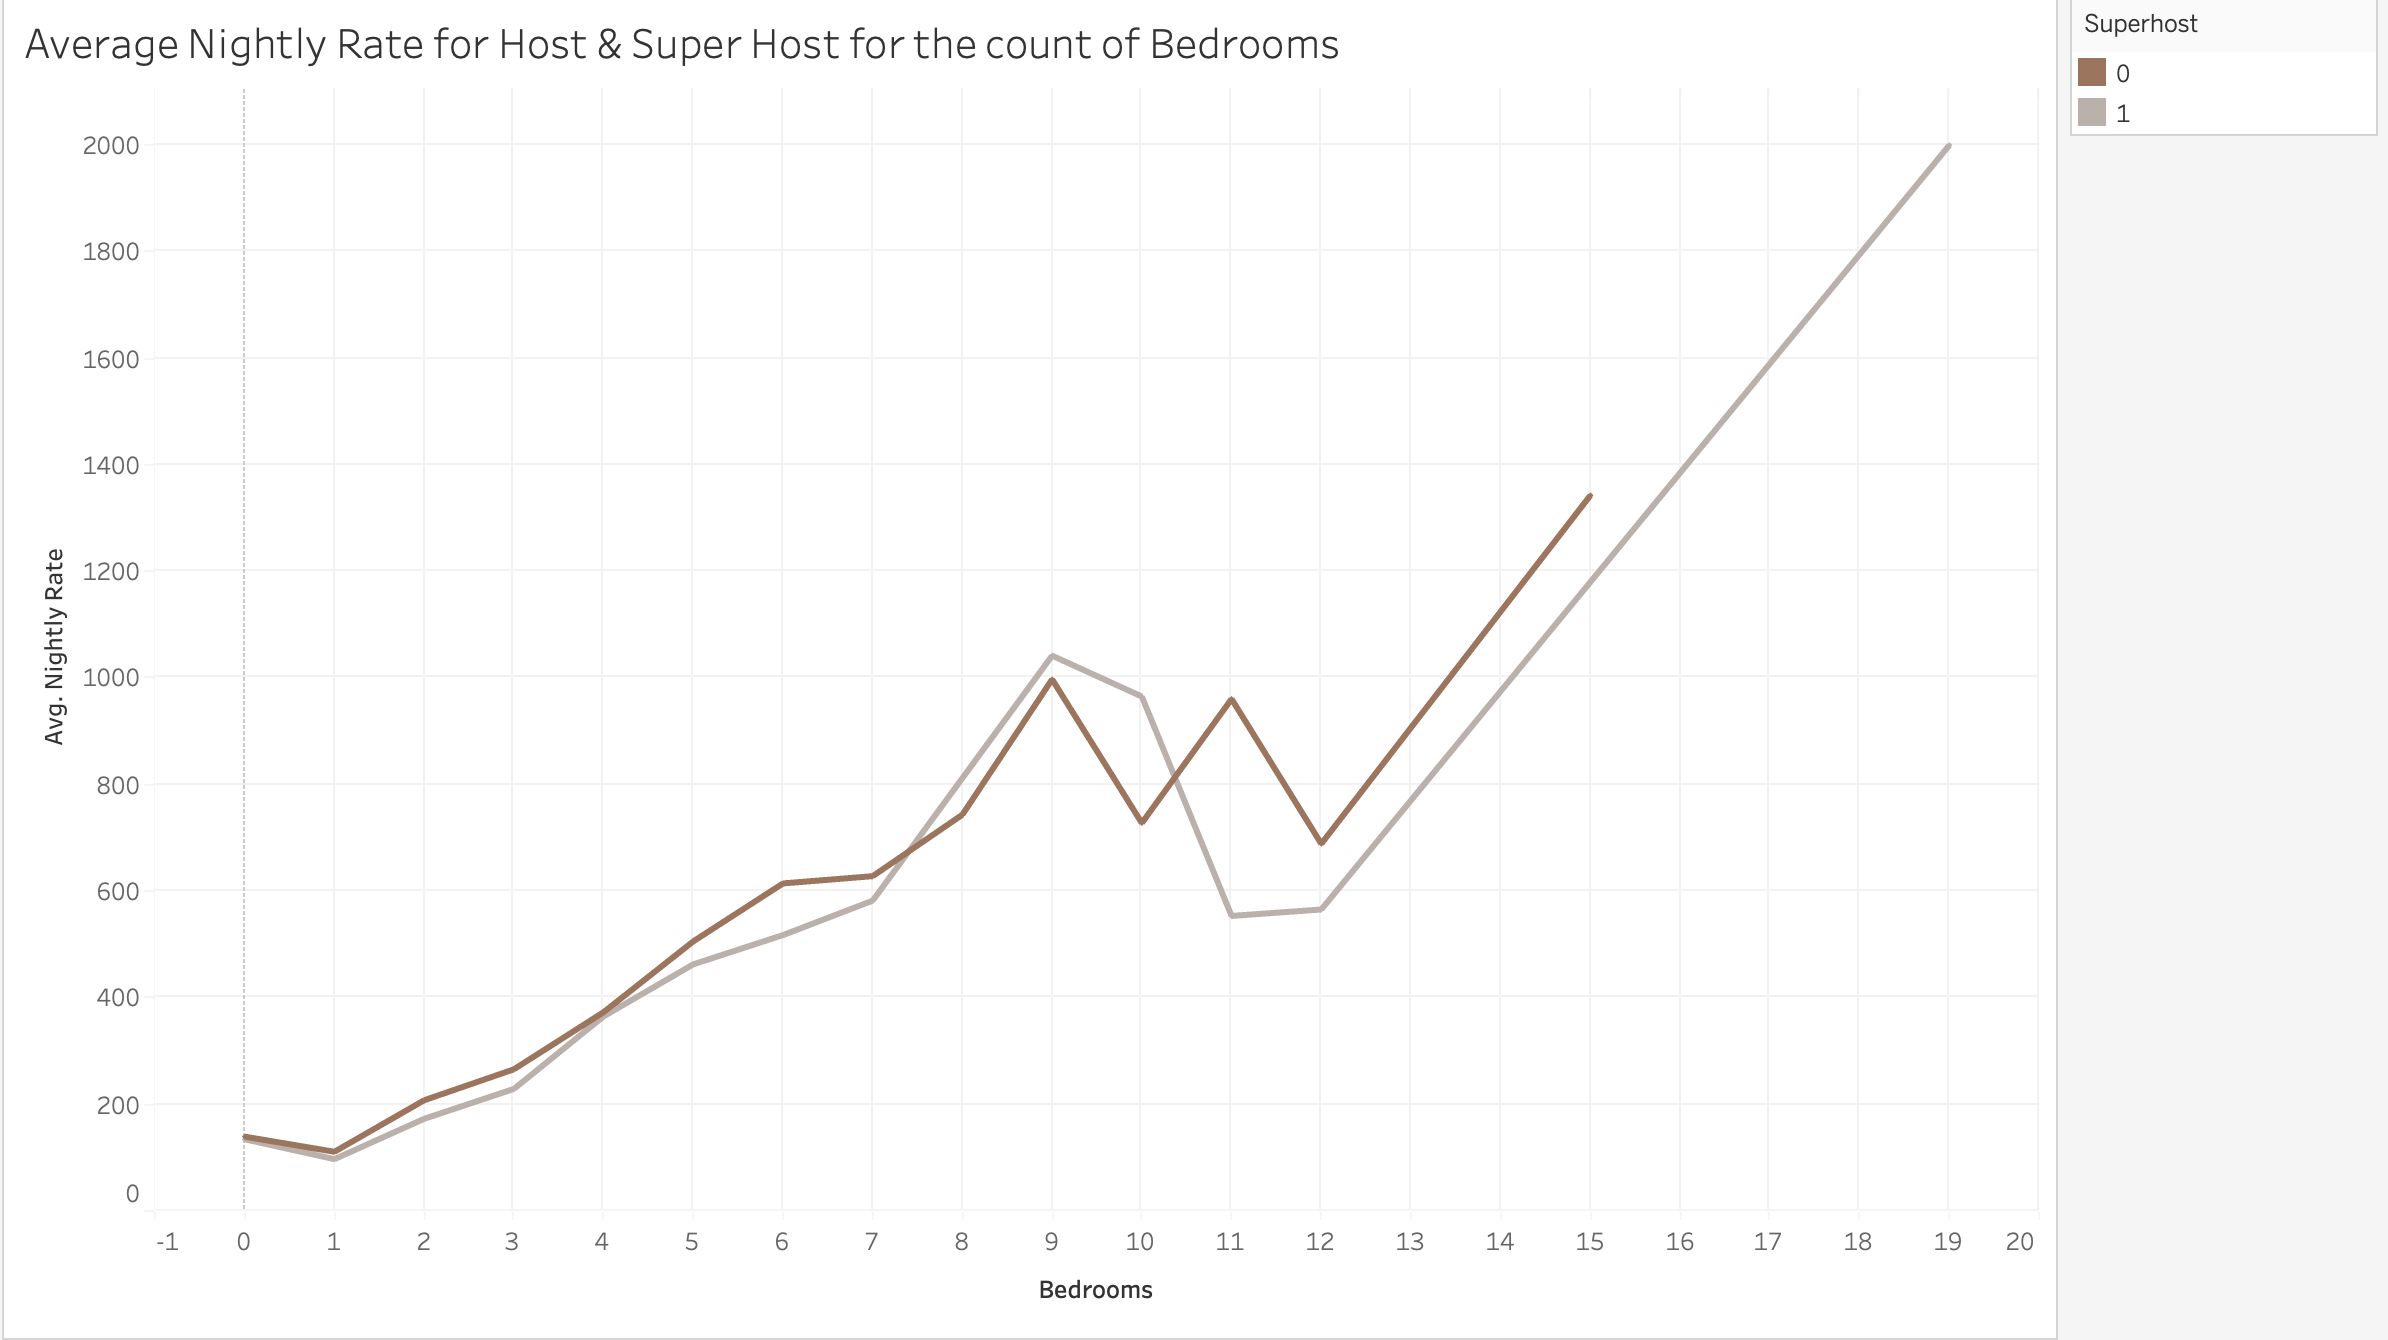 Average Nightly Rate for Host & Super Host for the count of Bedrooms
Superhost
0
1
2000
1800
1600
1400
1200
1000
800
600
400
200
0
Avg. Nightly Rate
-1 0 1 2 3 4 5 6 7 8 9 10 11 12 13 14 15 16 17 18 19 20
Bedrooms